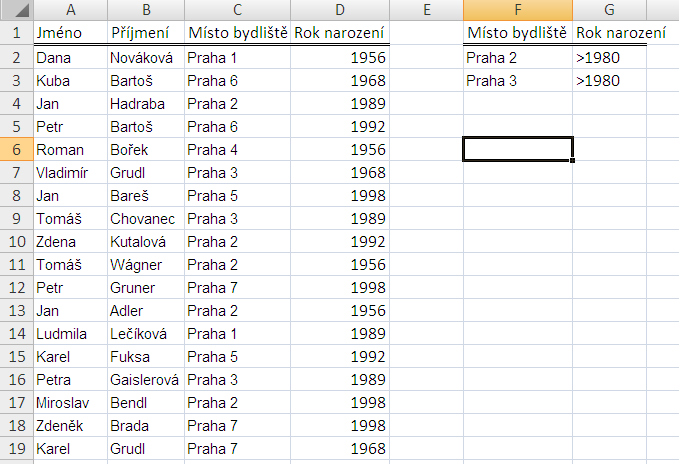 A B C D E F G
1 Jméno Příjmení Místo bydliště Rok narození Místo bydliště Rok narození
2 Dana Nováková Praha 1 1956 Praha 2 >1980
3 Kuba Bartoš Praha 6 1968 Praha 3 >1980
4 Jan Hadraba Praha 2 1989
5 Petr Bartoš Praha 6 1992
6 Roman Bořek Praha 4 1956
7 Vladimír Grudl Praha 3 1968
8 Jan Bareš Praha 5 1998
9 Tomáš Chovanec Praha 3 1989
10 Zdena Kutalová Praha 2 1992
11 Tomáš Wágner Praha 2 1956
12 Petr Gruner Praha 7 1998
13 Jan Adler Praha 2 1956
14 Ludmila Lečíková Praha 1 1989
15 Karel Fuksa Praha 5 1992
16 Petra Gaislerová Praha 3 1989
17 Miroslav Bendl Praha 2 1998
18 Zdeněk Brada Praha 7 1998
19 Karel Grudl Praha 7 1968